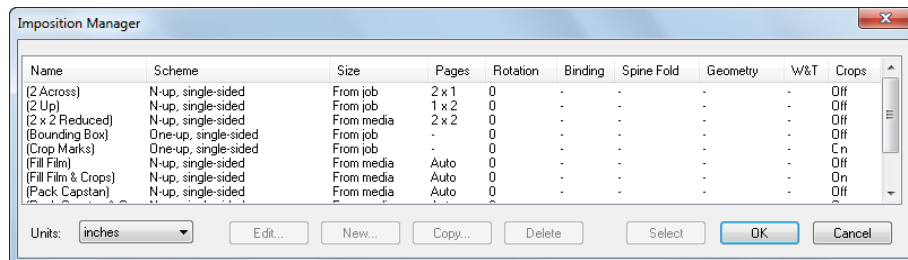 Imposition Manager
Name Scheme Size Pages Rotation Binding Spine Fold Geometry W&T Crops
(2 Across) N-up, single-sided From job 2 x 1 0 - - - - Off
(2 Up) N-up, single-sided From job 1 x 2 0 - - - - Off
(2 x 2 Reduced) N-up, single-sided From media 2 x 2 0 - - - - Off
(Bounding Box) One-up, single-sided From job - 0 - - - - Off
(Crop Marks) One-up, single-sided From job - 0 - - - - On
(Fill Film) N-up, single-sided From media Auto 0 - - - - Off
(Fill Film & Crops) N-up, single-sided From media Auto 0 - - - - On
(Pack Capstan) N-up, single-sided From media Auto 0 - - - - Off
Units: inches Edit... New... Copy... Delete Select OK Cancel